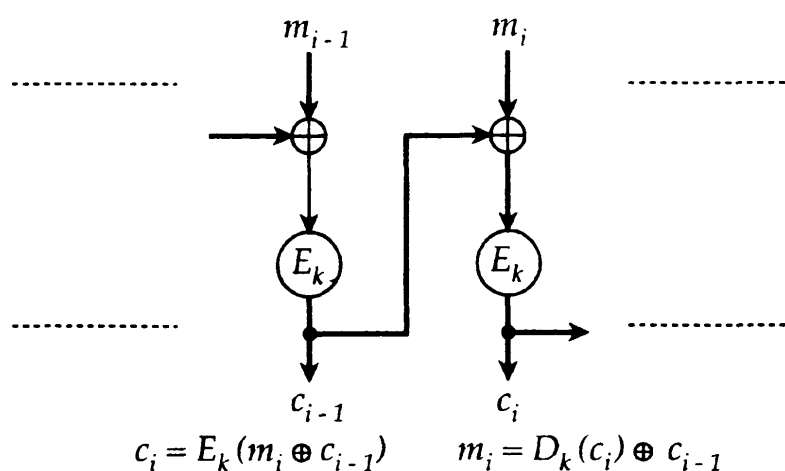 m_{i-1} m_i
E_k E_k
c_{i-1} c_i
c_i = E_k(m_i ⊕ c_{i-1}) m_i = D_k(c_i) ⊕ c_{i-1}